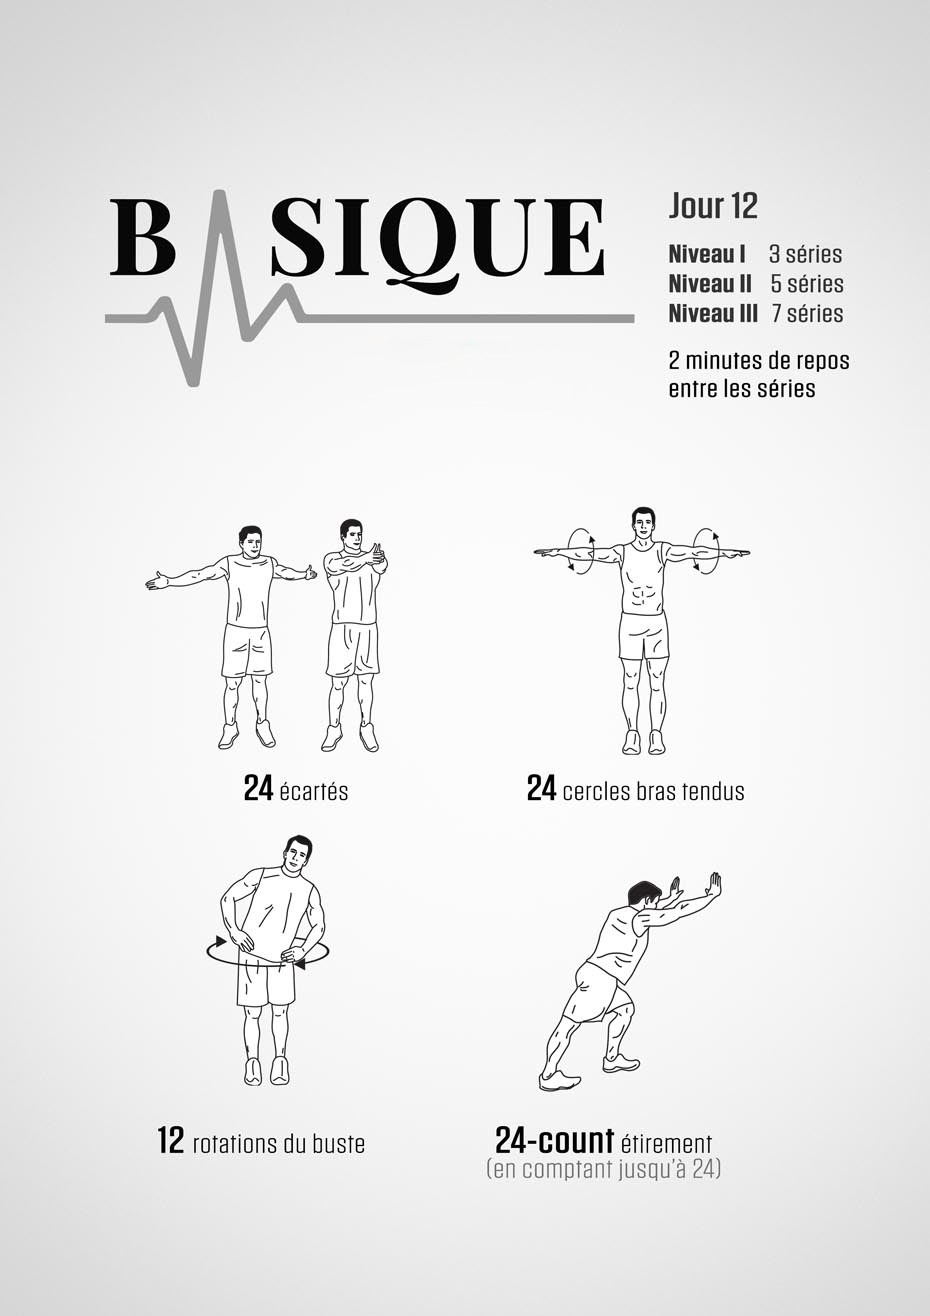 BASIQUE
Jour 12
Niveau I 3 séries
Niveau II 5 séries
Niveau III 7 séries
2 minutes de repos
entre les séries
24 écartés
24 cercles bras tendus
12 rotations du buste
24-count étirement
(en comptant jusqu'à 24)